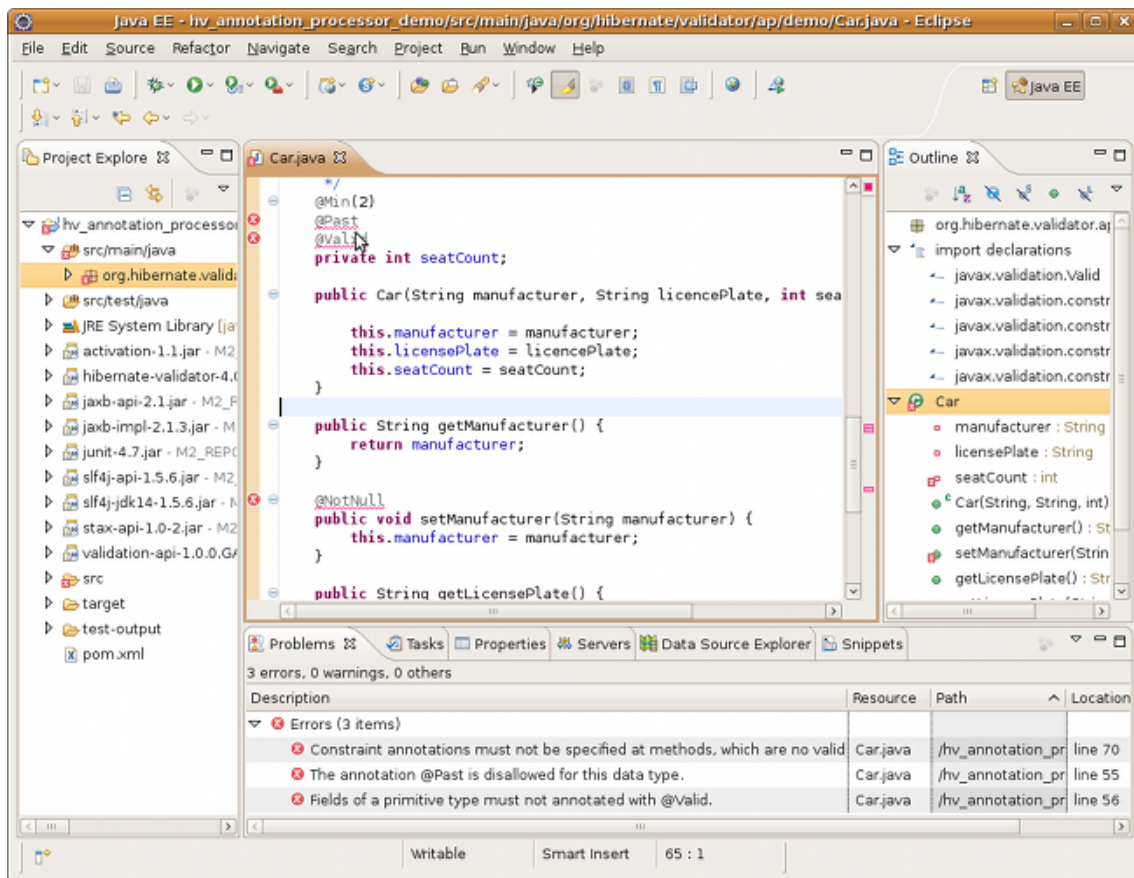 Java EE - hv_annotation_processor_demo/src/main/java/org/hibernate/validator/ap/demo/Car.java - Eclipse
File Edit Source Refactor Navigate Search Project Run Window Help
Java EE
Project Explore
hv_annotation_processo
src/main/java
org.hibernate.valida
src/test/java
JRE System Library [ja
activation-1.1.jar - M2_
hibernate-validator-4.0
jaxb-api-2.1.jar - M2_R
jaxb-impl-2.1.3.jar - M
junit-4.7.jar - M2_REPO
slf4j-api-1.5.6.jar - M2_
slf4j-jdk14-1.5.6.jar - M
stax-api-1.0-2.jar - M2
validation-api-1.0.0.GA
src
target
test-output
pom.xml
Car.java
*/
@Min(2)
@Past
@Valid
private int seatCount;
public Car(String manufacturer, String licencePlate, int sea
this.manufacturer = manufacturer;
this.licensePlate = licencePlate;
this.seatCount = seatCount;
}
public String getManufacturer() {
return manufacturer;
}
@NotNull
public void setManufacturer(String manufacturer) {
this.manufacturer = manufacturer;
}
public String getLicensePlate() {
Outline
org.hibernate.validator.ap
import declarations
javax.validation.Valid
javax.validation.constr
javax.validation.constr
javax.validation.constr
javax.validation.constr
Car
manufacturer : String
licensePlate : String
seatCount : int
Car(String, String, int)
getManufacturer() : St
setManufacturer(Strin
getLicensePlate() : Str
Problems Tasks Properties Servers Data Source Explorer Snippets
3 errors, 0 warnings, 0 others
Description Resource Path Location
Errors (3 items)
Constraint annotations must not be specified at methods, which are no valid Car.java /hv_annotation_pr line 70
The annotation @Past is disallowed for this data type. Car.java /hv_annotation_pr line 55
Fields of a primitive type must not annotated with @Valid. Car.java /hv_annotation_pr line 56
Writable Smart Insert 65 : 1